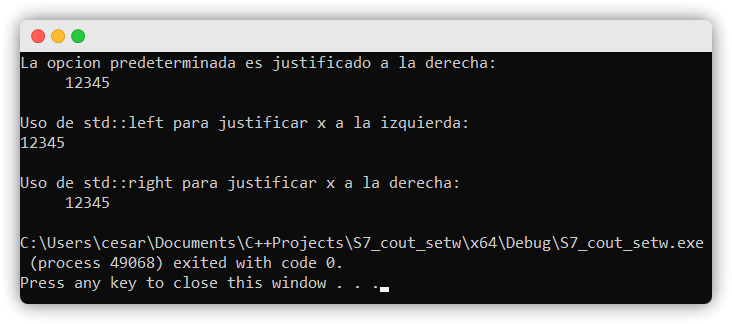 La opcion predeterminada es justificado a la derecha:
     12345

Uso de std::left para justificar x a la izquierda:
12345

Uso de std::right para justificar x a la derecha:
     12345

C:\Users\cesar\Documents\C++Projects\S7_cout_setw\x64\Debug\S7_cout_setw.exe
 (process 49068) exited with code 0.
Press any key to close this window . . .